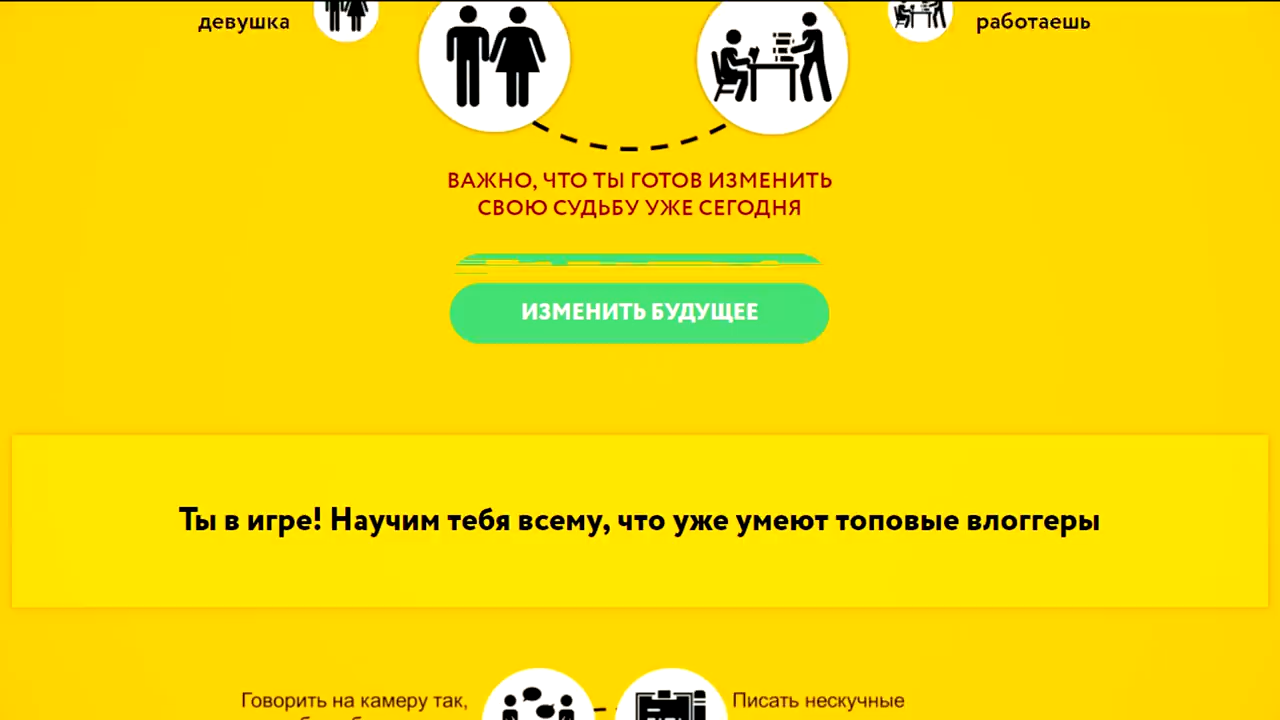 девушка
работаешь
ВАЖНО, ЧТО ТЫ ГОТОВ ИЗМЕНИТЬ
СВОЮ СУДЬБУ УЖЕ СЕГОДНЯ
ИЗМЕНИТЬ БУДУЩЕЕ
Ты в игре! Научим тебя всему, что уже умеют топовые влоггеры
Говорить на камеру так,
Писать нескучные